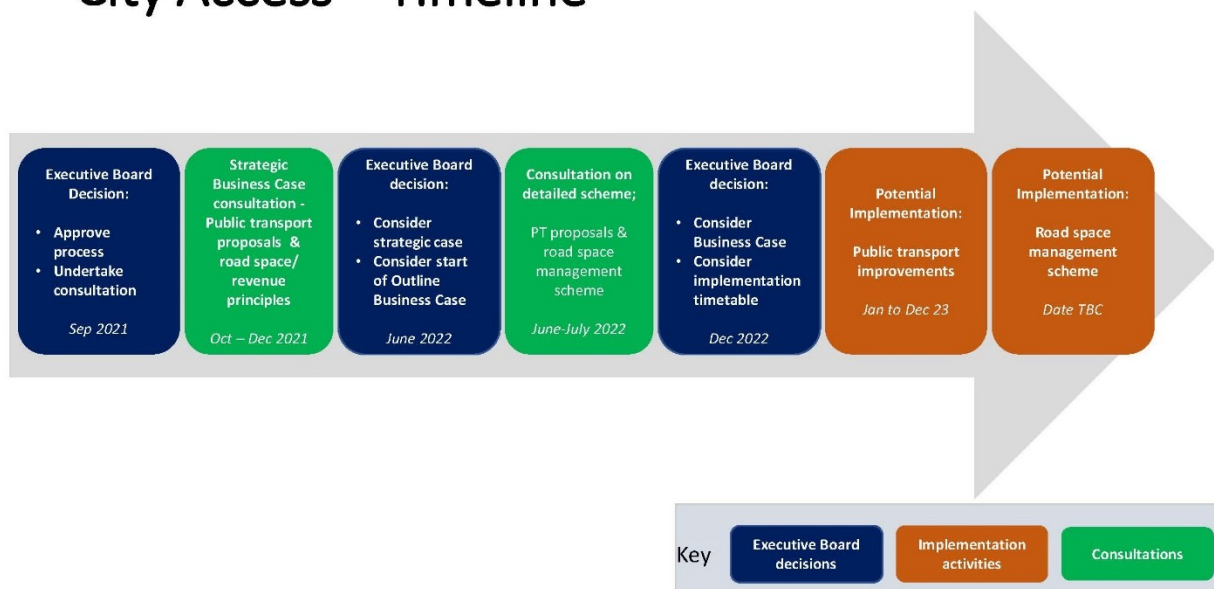 City Access – Timeline
Executive Board
Decision:
• Approve
process
• Undertake
consultation
Sep 2021
Strategic
Business Case
consultation -
Public transport
proposals & 
road space/
revenue
principles
Oct – Dec 2021
Executive Board
decision:
• Consider
strategic case
• Consider start
of Outline
Business Case
June 2022
Consultation on
detailed scheme;
PT proposals &
road space
management
scheme
June-July 2022
Executive Board
decision:
• Consider
Business Case
• Consider
implementation
timetable
Dec 2022
Potential
Implementation:
Public transport
improvements
Jan to Dec 23
Potential
Implementation:
Road space
management
scheme
Date TBC
Key
Executive Board
decisions
Implementation
activities
Consultations